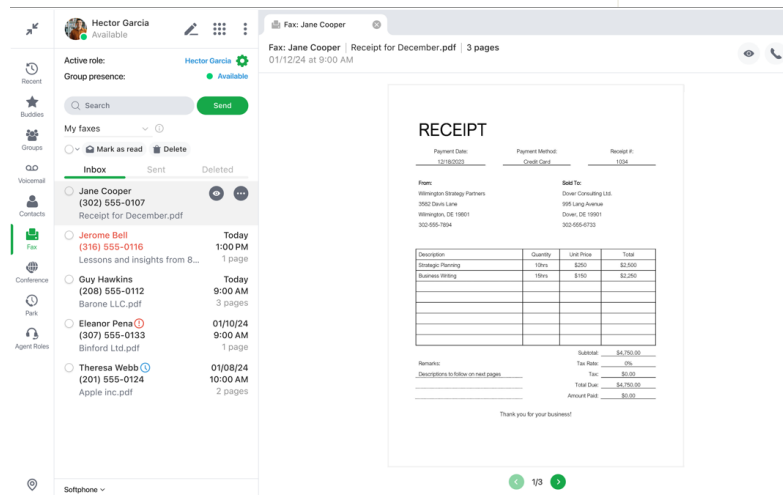 Hector Garcia
Available
Active role:
Hector Garcia
Group presence:
Available
Search
Send
My faxes
Mark as read
Delete
Inbox
Sent
Deleted
Jane Cooper
(302) 555-0107
Receipt for December.pdf
Jerome Bell
Today
(316) 555-0116
1:00 PM
Lessons and insights from 8...
1 page
Guy Hawkins
Today
(208) 555-0112
9:00 AM
Barone LLC.pdf
3 pages
Eleanor Pena
01/10/24
(307) 555-0133
9:00 AM
Binford Ltd.pdf
1 page
Theresa Webb
01/08/24
(201) 555-0124
10:00 AM
Apple inc.pdf
2 pages
Softphone
Recent
Buddies
Groups
Voicemail
Contacts
Fax
Conference
Park
Agent Roles
Fax: Jane Cooper
Fax: Jane Cooper | Receipt for December.pdf | 3 pages
01/12/24 at 9:00 AM
RECEIPT
Payment Date:
Payment Method:
Receipt #:
12/18/2023
Credit Card
1034
From:
Wilmington Strategy Partners
3562 Davis Lane
Wilmington, DE 19801
302-555-7894
Sold To:
Dover Consulting Ltd.
995 Lang Avenue
Dover, DE 19901
302-555-6733
Description Quantity Unit Price Total
Strategic Planning 10hrs $250 $2,500
Business Writing 15hrs $150 $2,250
Subtotal: $4,750.00
Remarks:
Tax Rate: 0%
Descriptions to follow on next pages
Tax: $0.00
Total Due: $4,750.00
Amount Paid: $0.00
Thank you for your business!
1/3